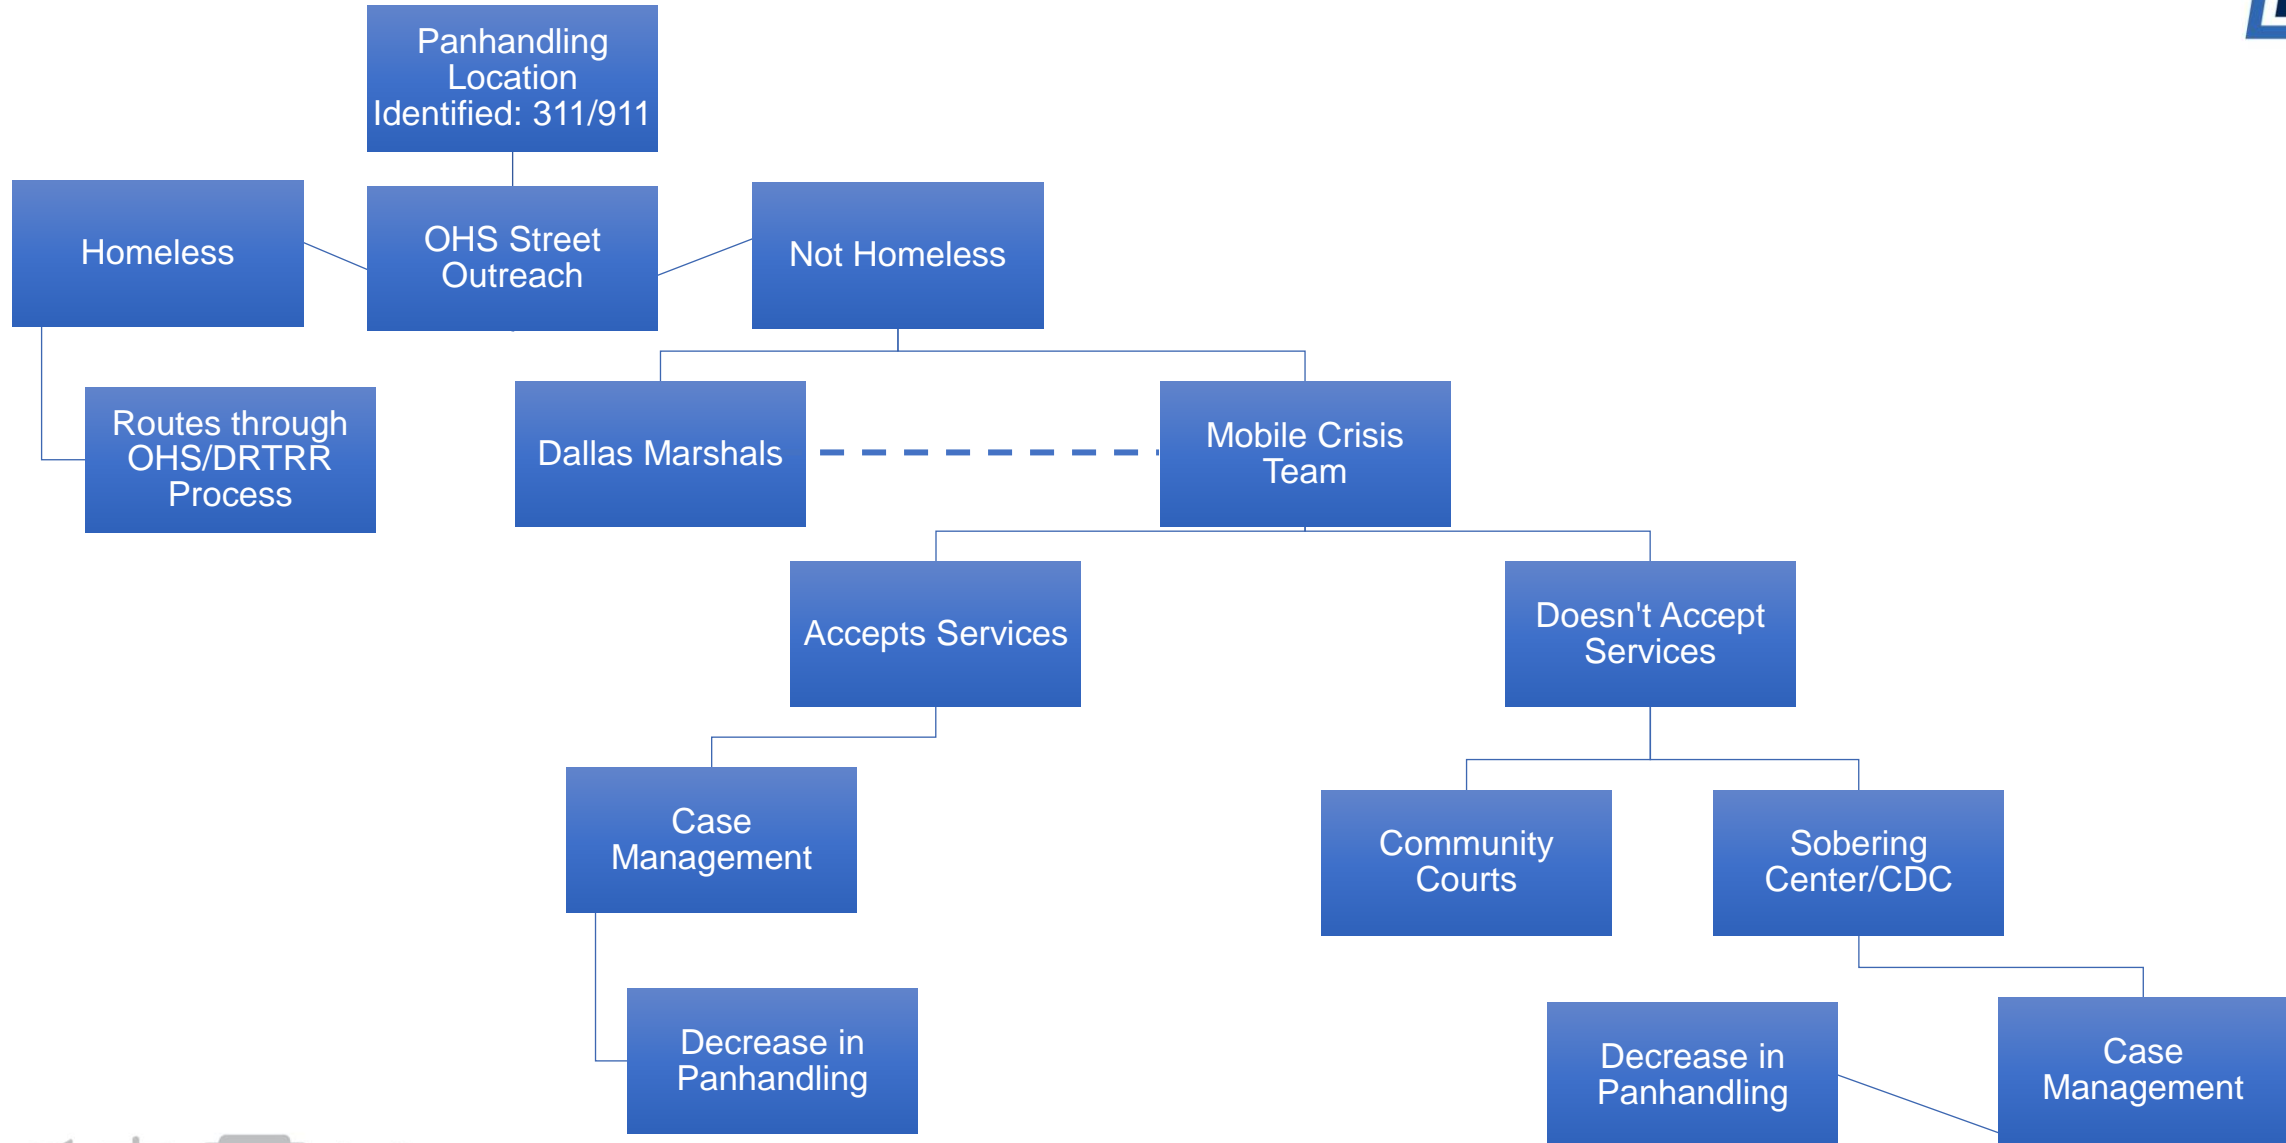 Panhandling
Location
Identified: 311/911
Homeless
OHS Street
Outreach
Not Homeless
Routes through
OHS/DRTRR
Process
Dallas Marshals
Mobile Crisis
Team
Accepts Services
Doesn't Accept
Services
Case
Management
Community
Courts
Sobering
Center/CDC
Decrease in
Panhandling
Decrease in
Panhandling
Case
Management